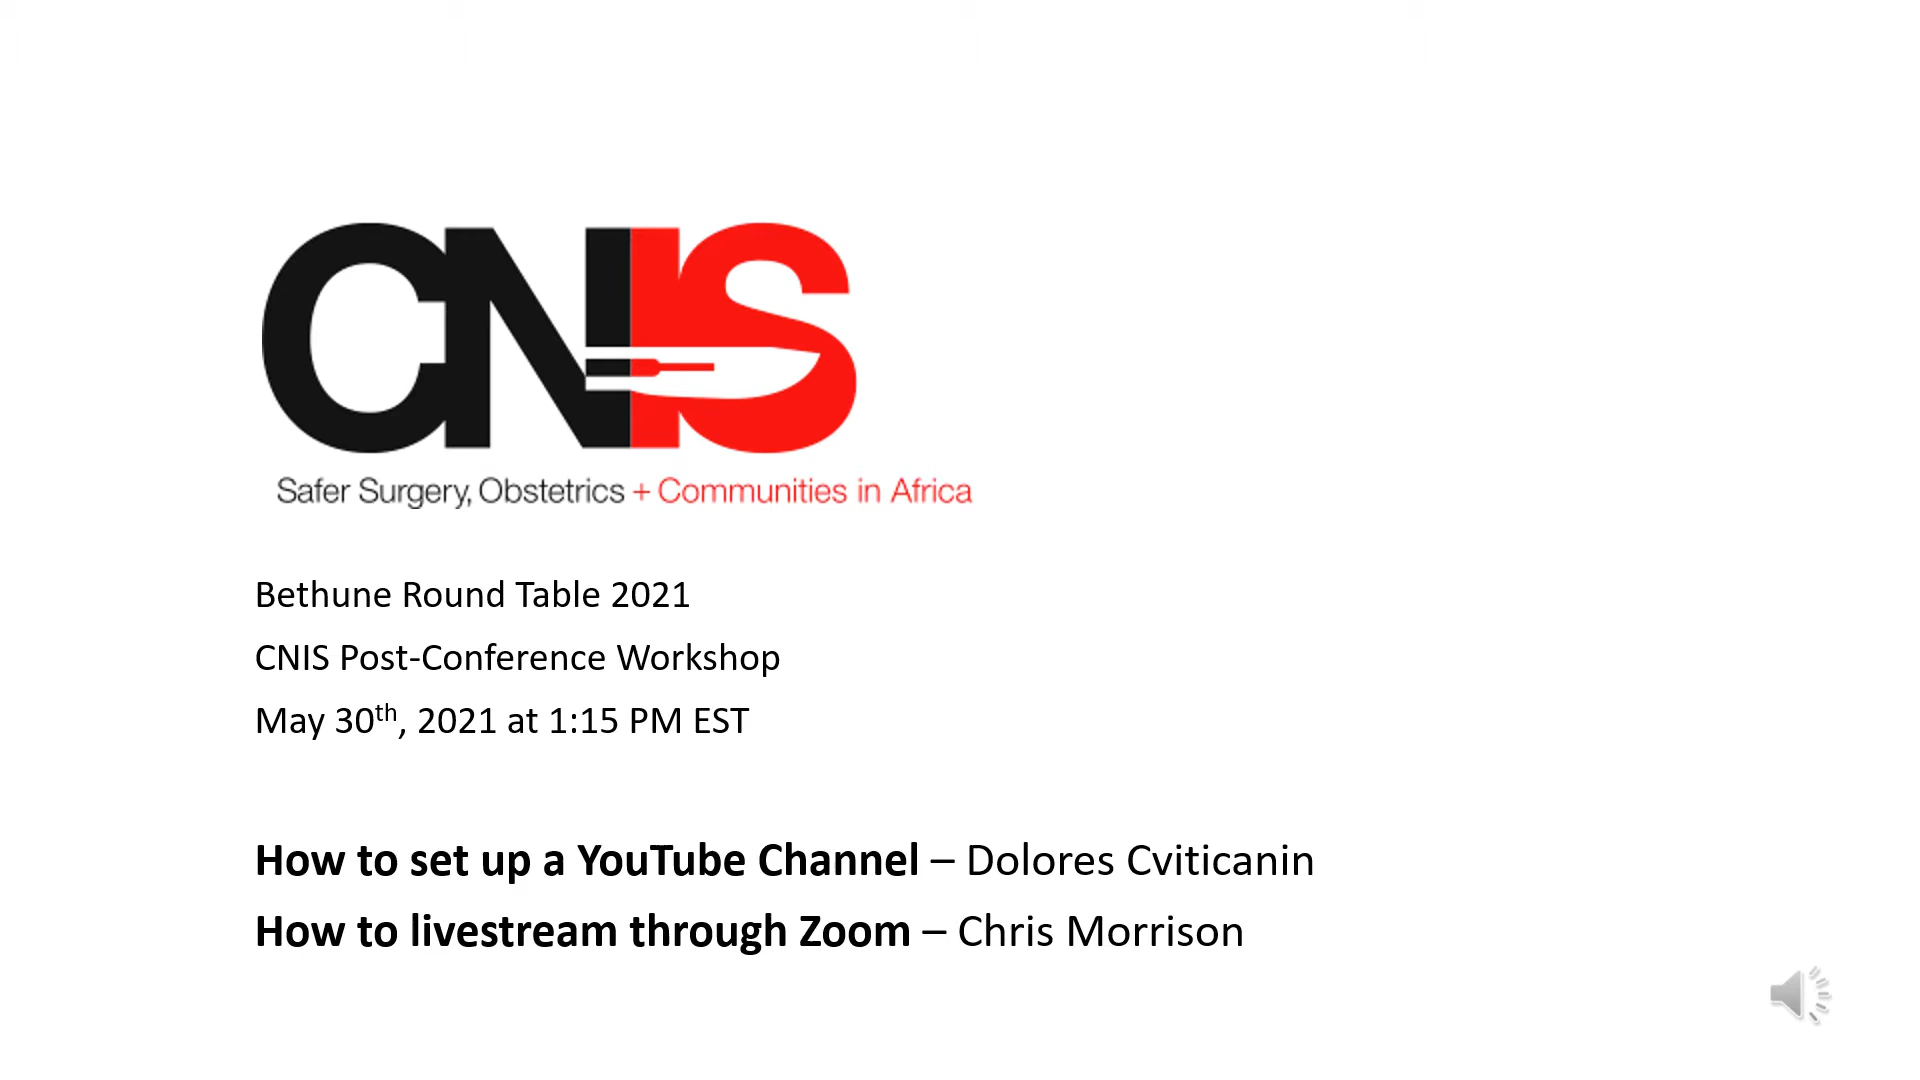 CNIS
Safer Surgery, Obstetrics + Communities in Africa
Bethune Round Table 2021
CNIS Post-Conference Workshop
May 30th, 2021 at 1:15 PM EST
How to set up a YouTube Channel – Dolores Cviticanin
How to livestream through Zoom – Chris Morrison